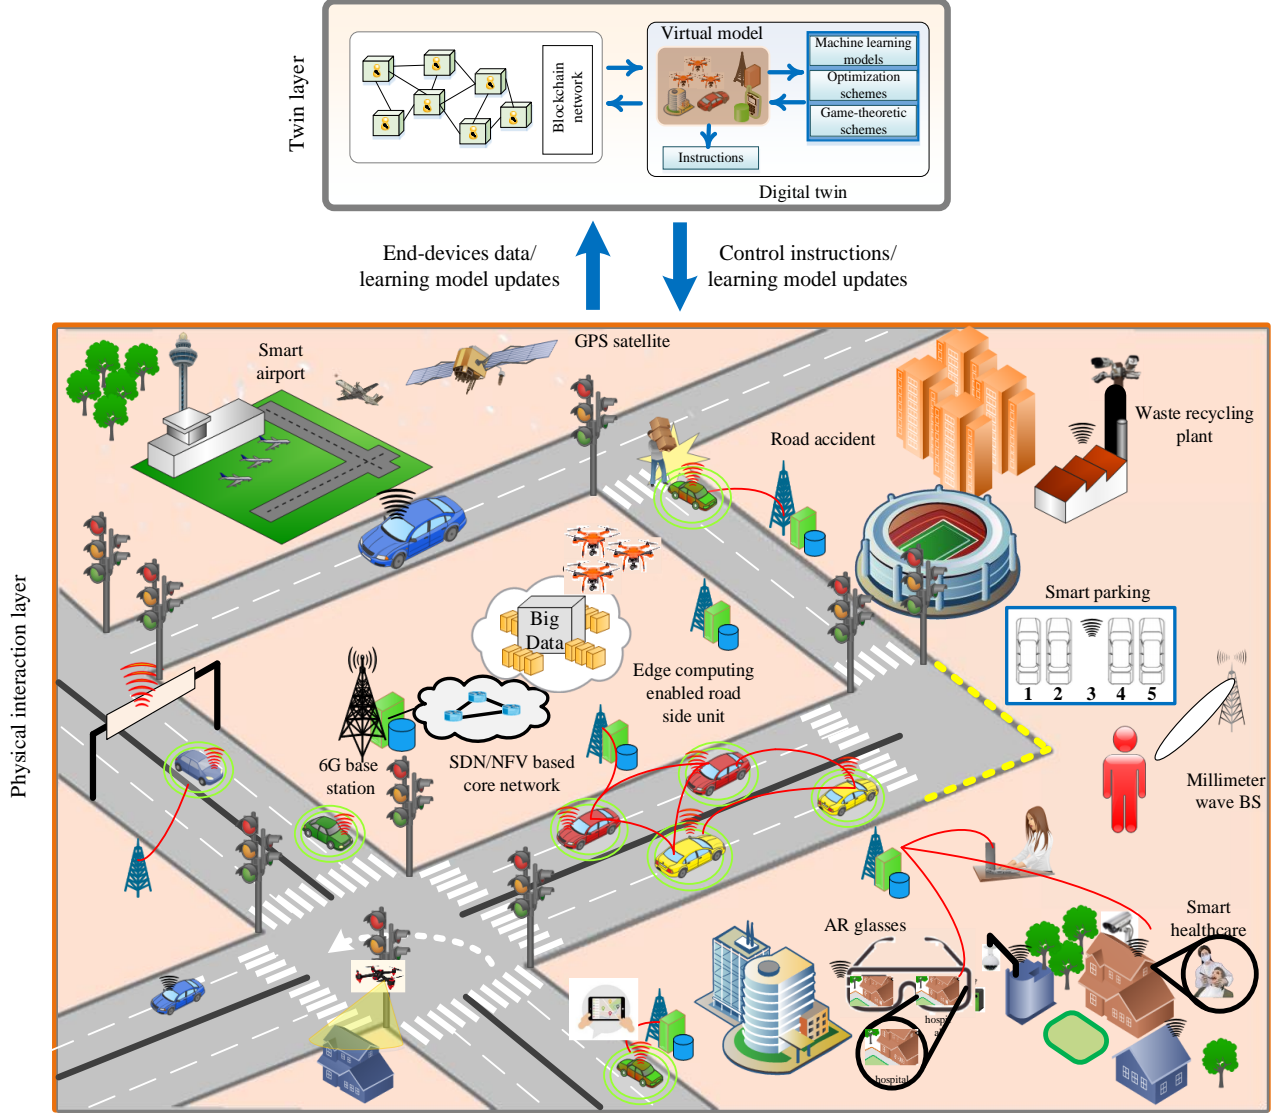 Twin layer
Blockchain
network
Virtual model
Machine learning
models
Optimization
schemes
Game-theoretic
schemes
Instructions
Digital twin
End-devices data/
learning model updates
Control instructions/
learning model updates
Physical interaction layer
Smart
airport
GPS satellite
Road accident
Waste recycling
plant
Smart parking
1 2 3 4 5
Big
Data
Edge computing
enabled road
side unit
6G base
station
SDN/NFV based
core network
Millimeter
wave BS
AR glasses
Smart
healthcare
hospit
al
hospital